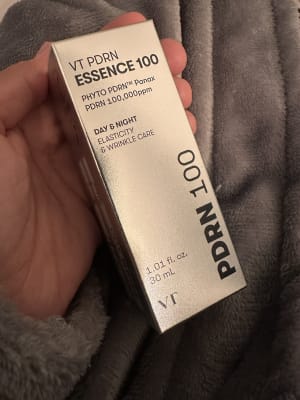 VT PDRN
ESSENCE 100
PHYTO PDRN™ Panax
PDRN 100,000ppm
DAY & NIGHT
ELASTICITY
& WRINKLE CARE
PDRN 100
1.01 fl. oz.
30 mL
VT